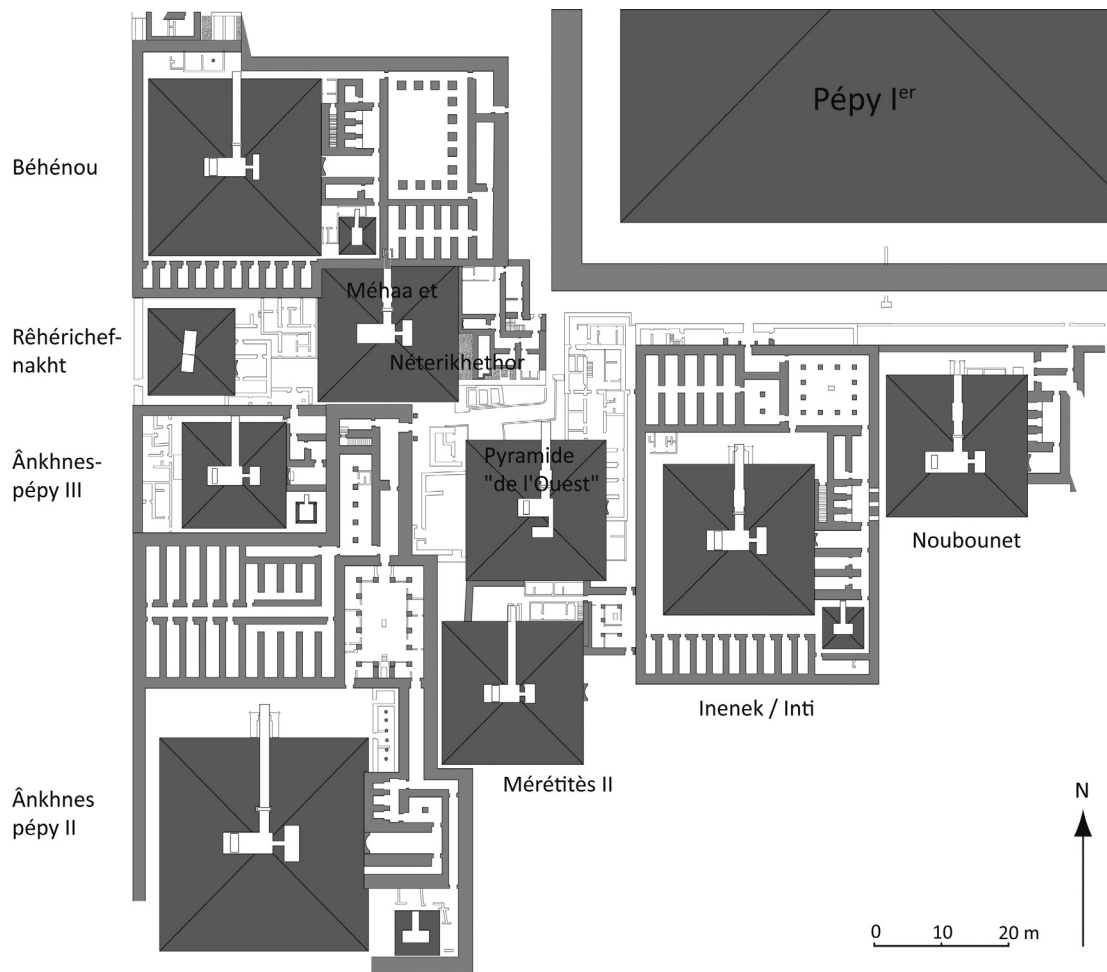 Pépy Ier
Béhénou
Méhaa et
Néterikhethor
Rêhérichef-
nakht
Ânkhnes-
pépy III
Pyramide
"de l'Ouest"
Noubounet
Inenek / Inti
Mérétitès II
Ânkhnes
pépy II
N
0 10 20 m